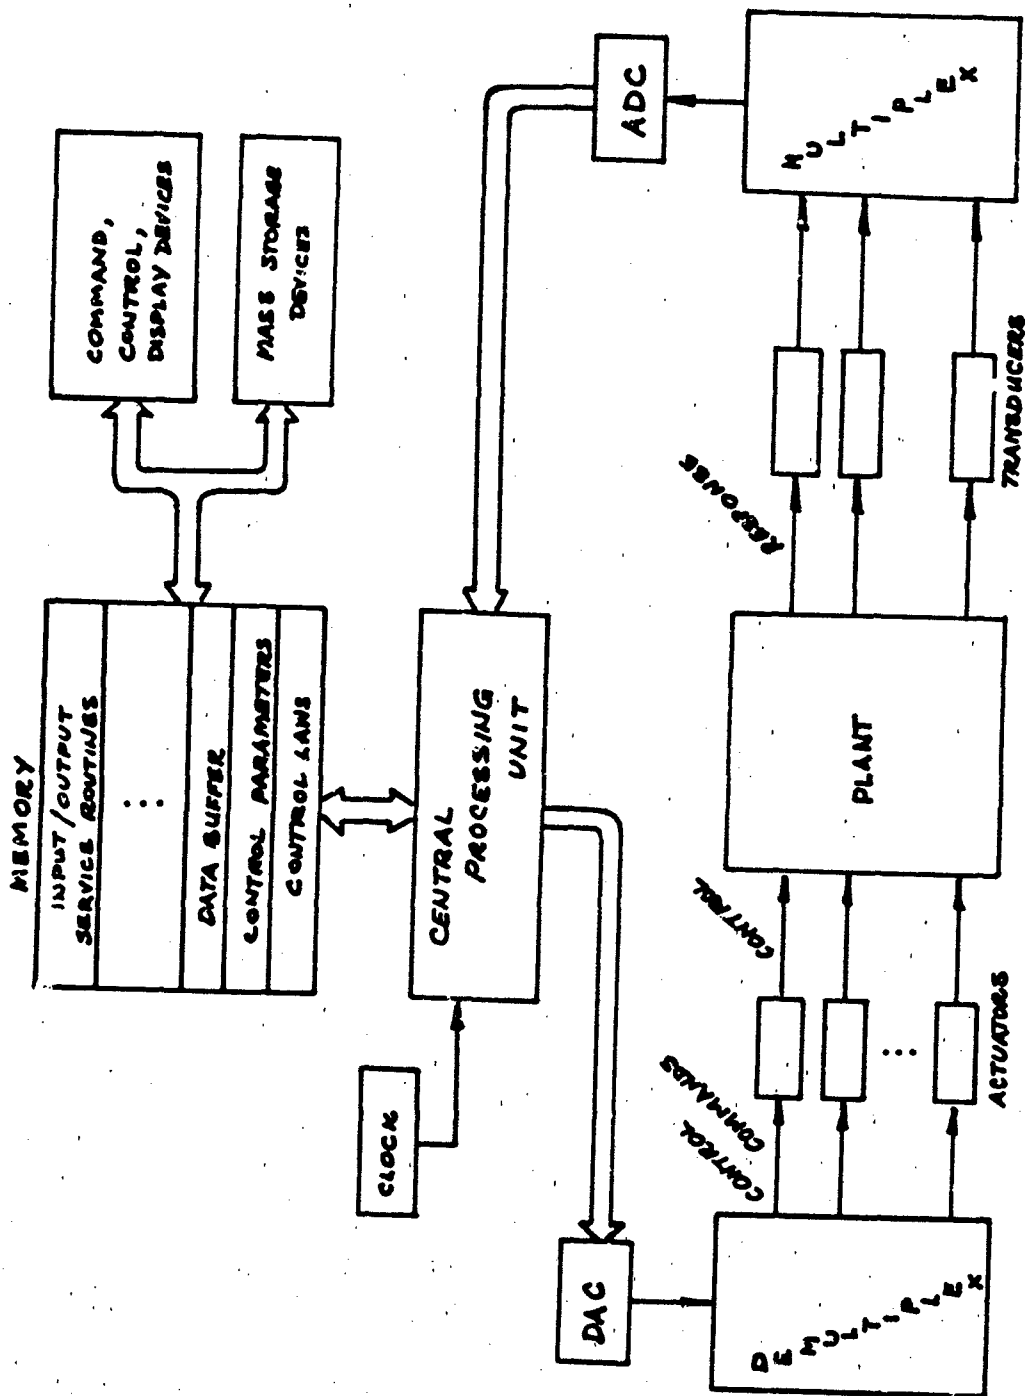 MEMORY
INPUT/OUTPUT
SERVICE ROUTINES
...
DATA BUFFER
CONTROL PARAMETERS
CONTROL LAWS
COMMAND,
CONTROL,
DISPLAY DEVICES
MASS STORAGE
DEVICES
CLOCK
CENTRAL
PROCESSING
UNIT
DAC
ADC
DEMULTIPLEX
CONTROL
COMMANDS
CONTROL
...
ACTUATORS
PLANT
RESPONSE
TRANSDUCERS
MULTIPLEX